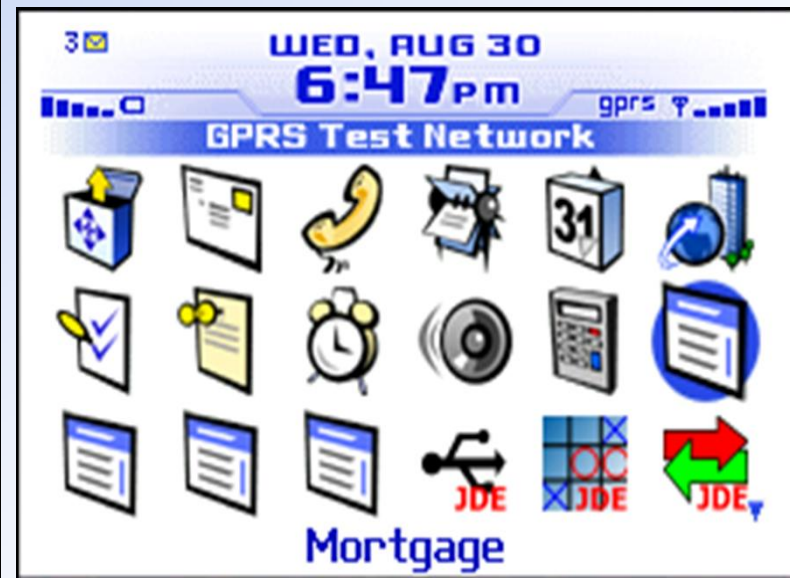 3
WED, AUG 30
6:47PM
gprs
GPRS Test Network
31
JDE
JDE
JDE
Mortgage